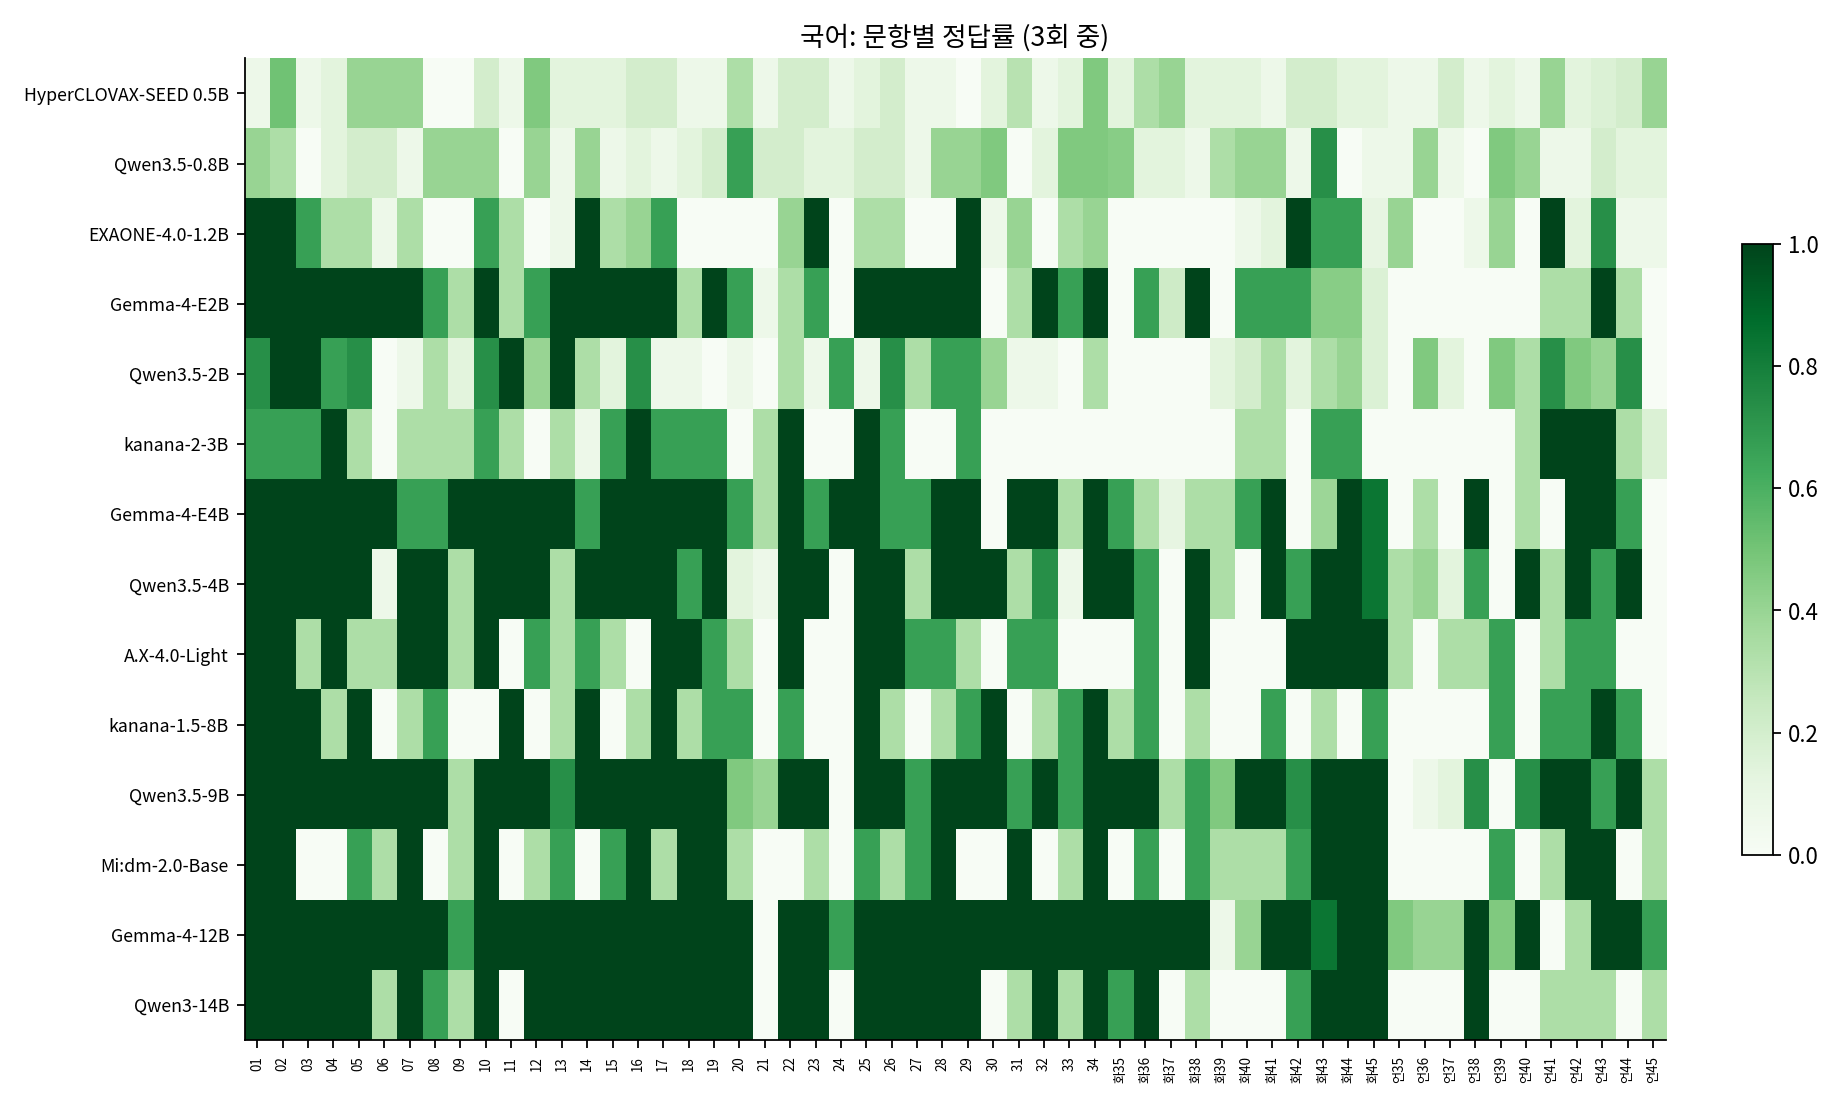 국어: 문항별 정답률 (3회 중)
HyperCLOVAX-SEED 0.5B
Qwen3.5-0.8B
EXAONE-4.0-1.2B
Gemma-4-E2B
Qwen3.5-2B
kanana-2-3B
Gemma-4-E4B
Qwen3.5-4B
A.X-4.0-Light
kanana-1.5-8B
Qwen3.5-9B
Mi:dm-2.0-Base
Gemma-4-12B
Qwen3-14B
01 02 03 04 05 06 07 08 09 10 11 12 13 14 15 16 17 18 19 20 21 22 23 24 25 26 27 28 29 30 31 32 33 34 화35 화36 화37 화38 화39 화40 화41 화42 화43 화44 화45 언35 언36 언37 언38 언39 언40 언41 언42 언43 언44 언45
1.0
0.8
0.6
0.4
0.2
0.0